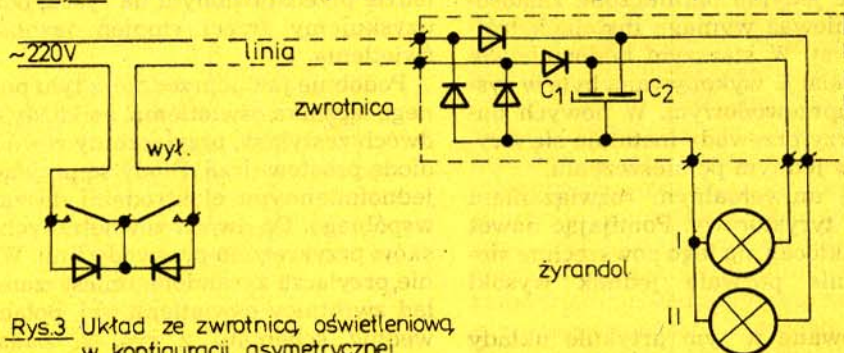 ~220V
linia
zwrotnica
C1
C2
wył.
I
II
żyrandol
Rys.3 Układ ze zwrotnicą oświetleniową
w konfiguracji asymetrycznej